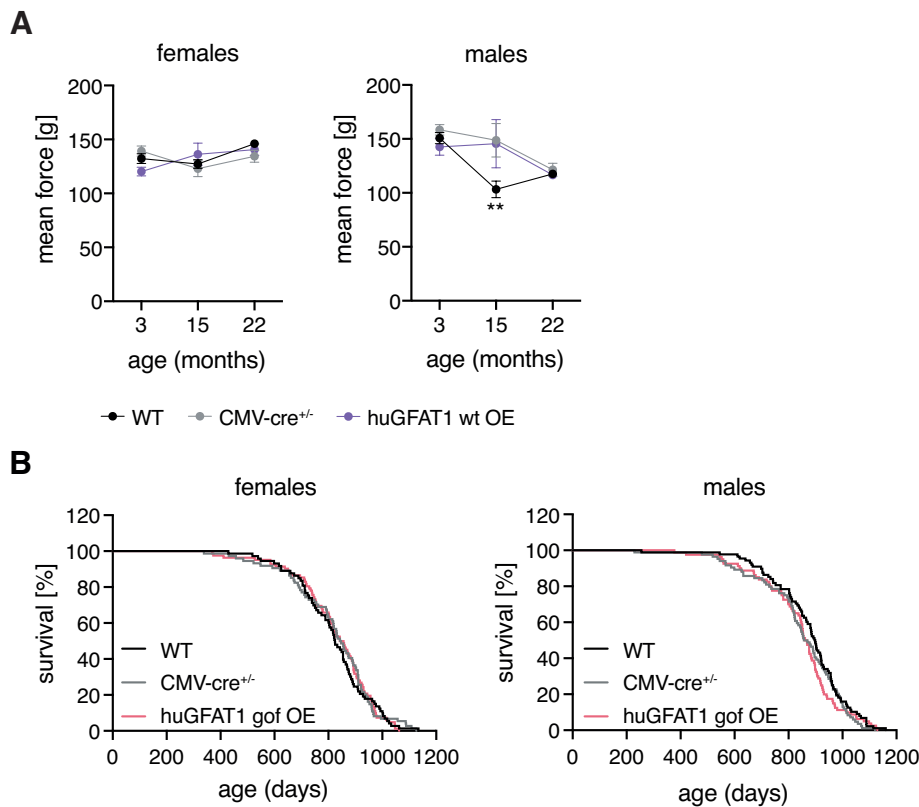 A
females
males
mean force [g]
200
150
100
50
0
3 15 22
age (months)
mean force [g]
200
150
100
50
0
**
3 15 22
age (months)
WT CMV-cre+/- huGFAT1 wt OE
B
females
males
survival [%]
120
100
80
60
40
20
0
WT
CMV-cre+/-
huGFAT1 gof OE
0 200 400 600 800 1000 1200
age (days)
survival [%]
120
100
80
60
40
20
0
WT
CMV-cre+/-
huGFAT1 gof OE
0 200 400 600 800 1000 1200
age (days)